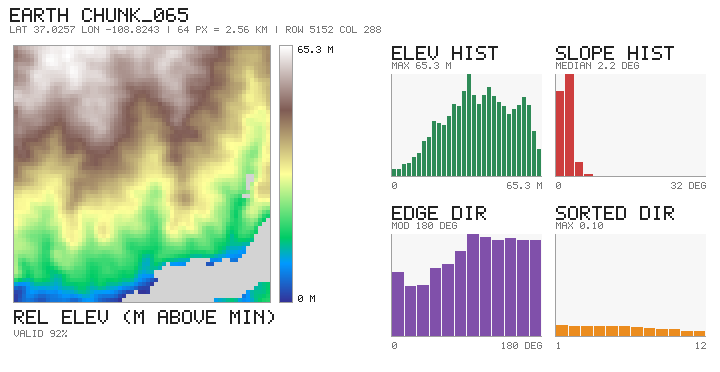 EARTH CHUNK_065
LAT 37.0257 LON -108.8243 | 64 PX = 2.56 KM | ROW 5152 COL 288
65.3 M
0 M
REL ELEV (M ABOVE MIN)
VALID 92%
ELEV HIST
MAX 65.3 M
0 65.3 M
SLOPE HIST
MEDIAN 2.2 DEG
0 32 DEG
EDGE DIR
MOD 180 DEG
0 180 DEG
SORTED DIR
MAX 0.10
1 12